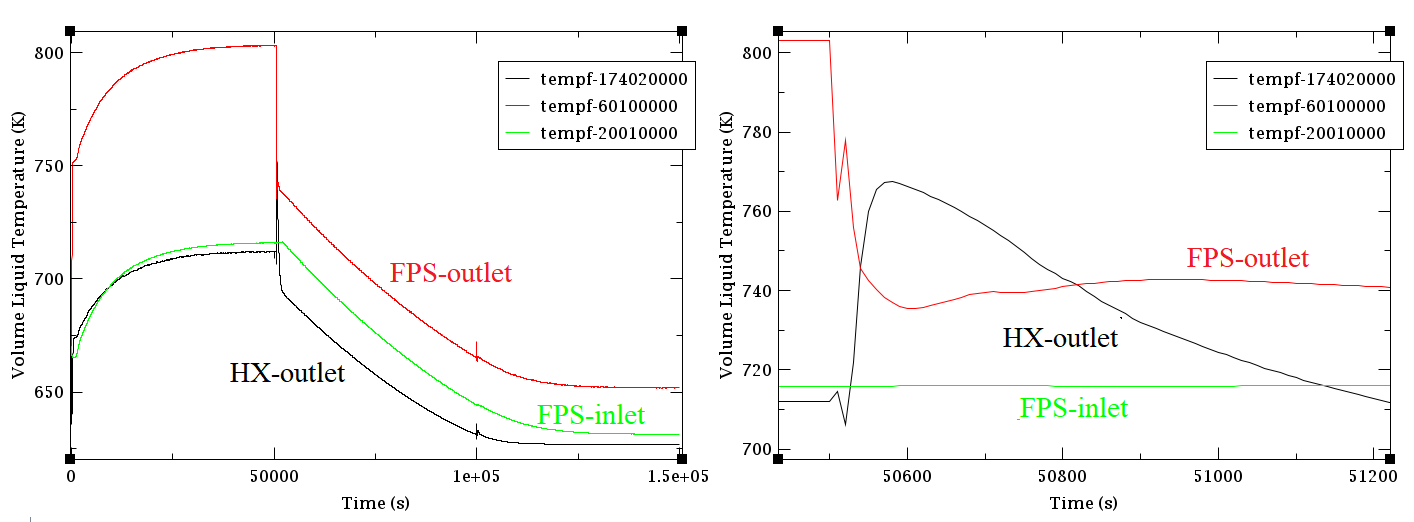 800
750
700
650
0
50000
1e+05
1.5e+05
Volume Liquid Temperature (K)
Time (s)
tempf-174020000
tempf-60100000
tempf-20010000
FPS-outlet
HX-outlet
FPS-inlet
800
780
760
740
720
700
50600
50800
51000
51200
Volume Liquid Temperature (K)
Time (s)
tempf-174020000
tempf-60100000
tempf-20010000
FPS-outlet
HX-outlet
FPS-inlet